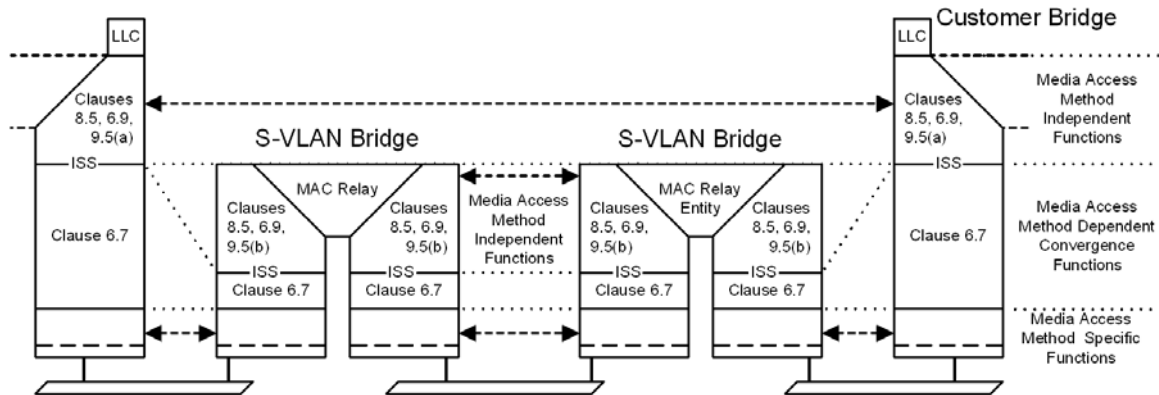 LLC
LLC
Customer Bridge
Clauses
8.5, 6.9,
9.5(a)
ISS
Clause 6.7
S-VLAN Bridge
MAC Relay
Clauses
8.5, 6.9,
9.5(b)
Clauses
8.5, 6.9,
9.5(b)
ISS
ISS
Clause 6.7
Clause 6.7
Media Access
Method
Independent
Functions
S-VLAN Bridge
MAC Relay
Entity
Clauses
8.5, 6.9,
9.5(b)
Clauses
8.5, 6.9,
9.5(b)
ISS
ISS
Clause 6.7
Clause 6.7
Clauses
8.5, 6.9,
9.5(a)
ISS
Clause 6.7
Media Access
Method
Independent
Functions
Media Access
Method Dependent
Convergence
Functions
Media Access
Method Specific
Functions